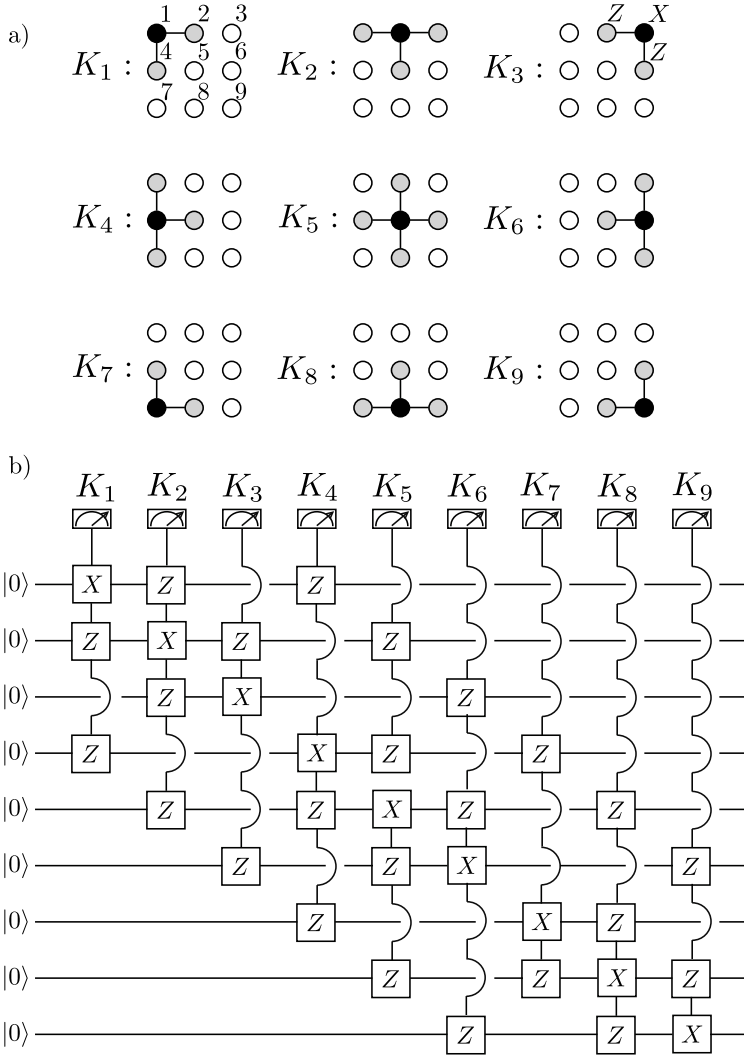 a)
1 2 3
Z X
K₁ : 4 5 6 K₂ : K₃ : Z
7 8 9
K₄ : K₅ : K₆ :
K₇ : K₈ : K₉ :
b)
K₁ K₂ K₃ K₄ K₅ K₆ K₇ K₈ K₉
|0⟩ X Z Z
|0⟩ Z X Z Z
|0⟩ Z X Z
|0⟩ Z X Z Z
|0⟩ Z Z X Z Z
|0⟩ Z Z X Z
|0⟩ Z X Z
|0⟩ Z Z X Z
|0⟩ Z Z X